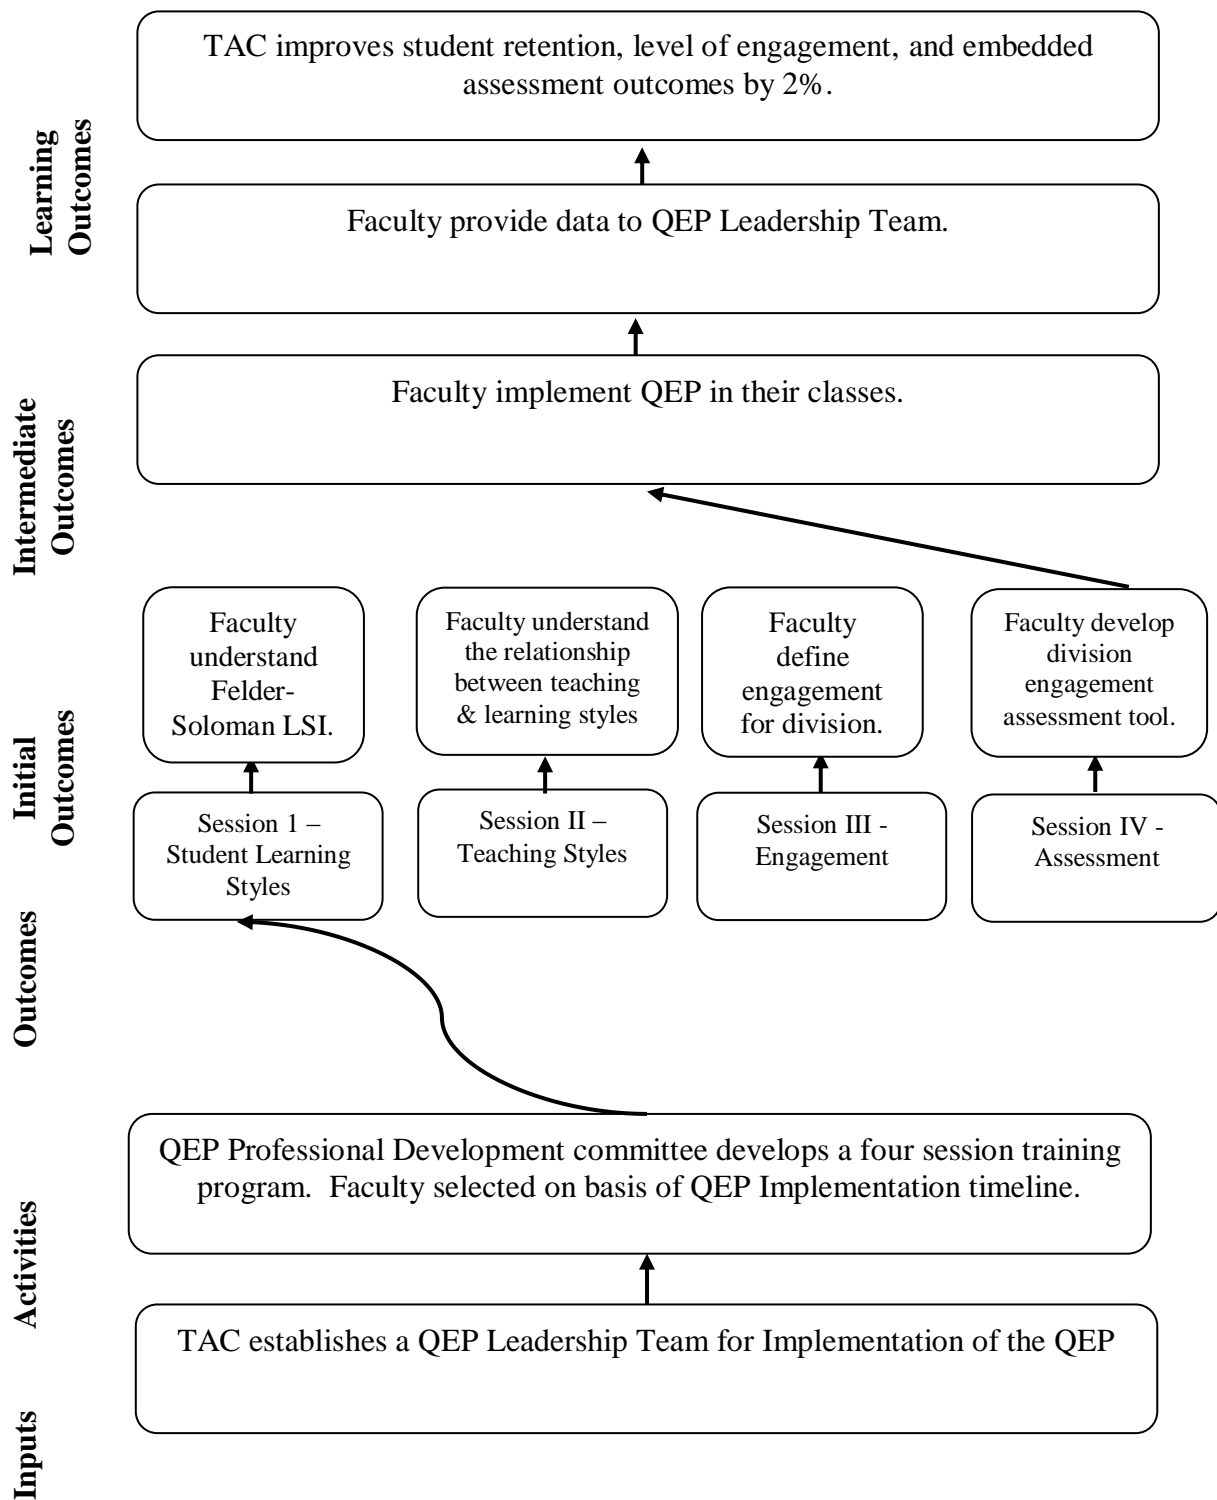 TAC improves student retention, level of engagement, and embedded
assessment outcomes by 2%.
Learning
Outcomes
Faculty provide data to QEP Leadership Team.
Faculty implement QEP in their classes.
Intermediate
Outcomes
Faculty
understand
Felder-
Soloman LSI.
Faculty understand
the relationship
between teaching
& learning styles
Faculty
define
engagement
for division.
Faculty develop
division
engagement
assessment tool.
Initial
Outcomes
Session 1 –
Student Learning
Styles
Session II –
Teaching Styles
Session III -
Engagement
Session IV -
Assessment
Outcomes
QEP Professional Development committee develops a four session training
program.  Faculty selected on basis of QEP Implementation timeline.
Activities
TAC establishes a QEP Leadership Team for Implementation of the QEP
Inputs